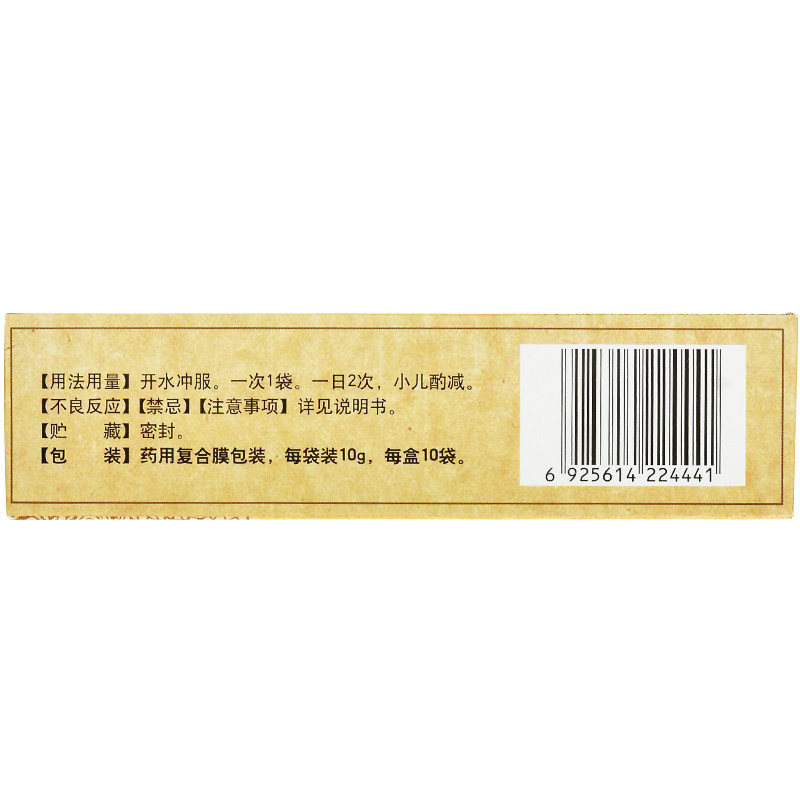 【用法用量】开水冲服。一次1袋。一日2次，小儿酌减。
【不良反应】【禁忌】【注意事项】详见说明书。
【贮　　藏】密封。
【包　　装】药用复合膜包装，每袋装10g，每盒10袋。
6 925614 224441